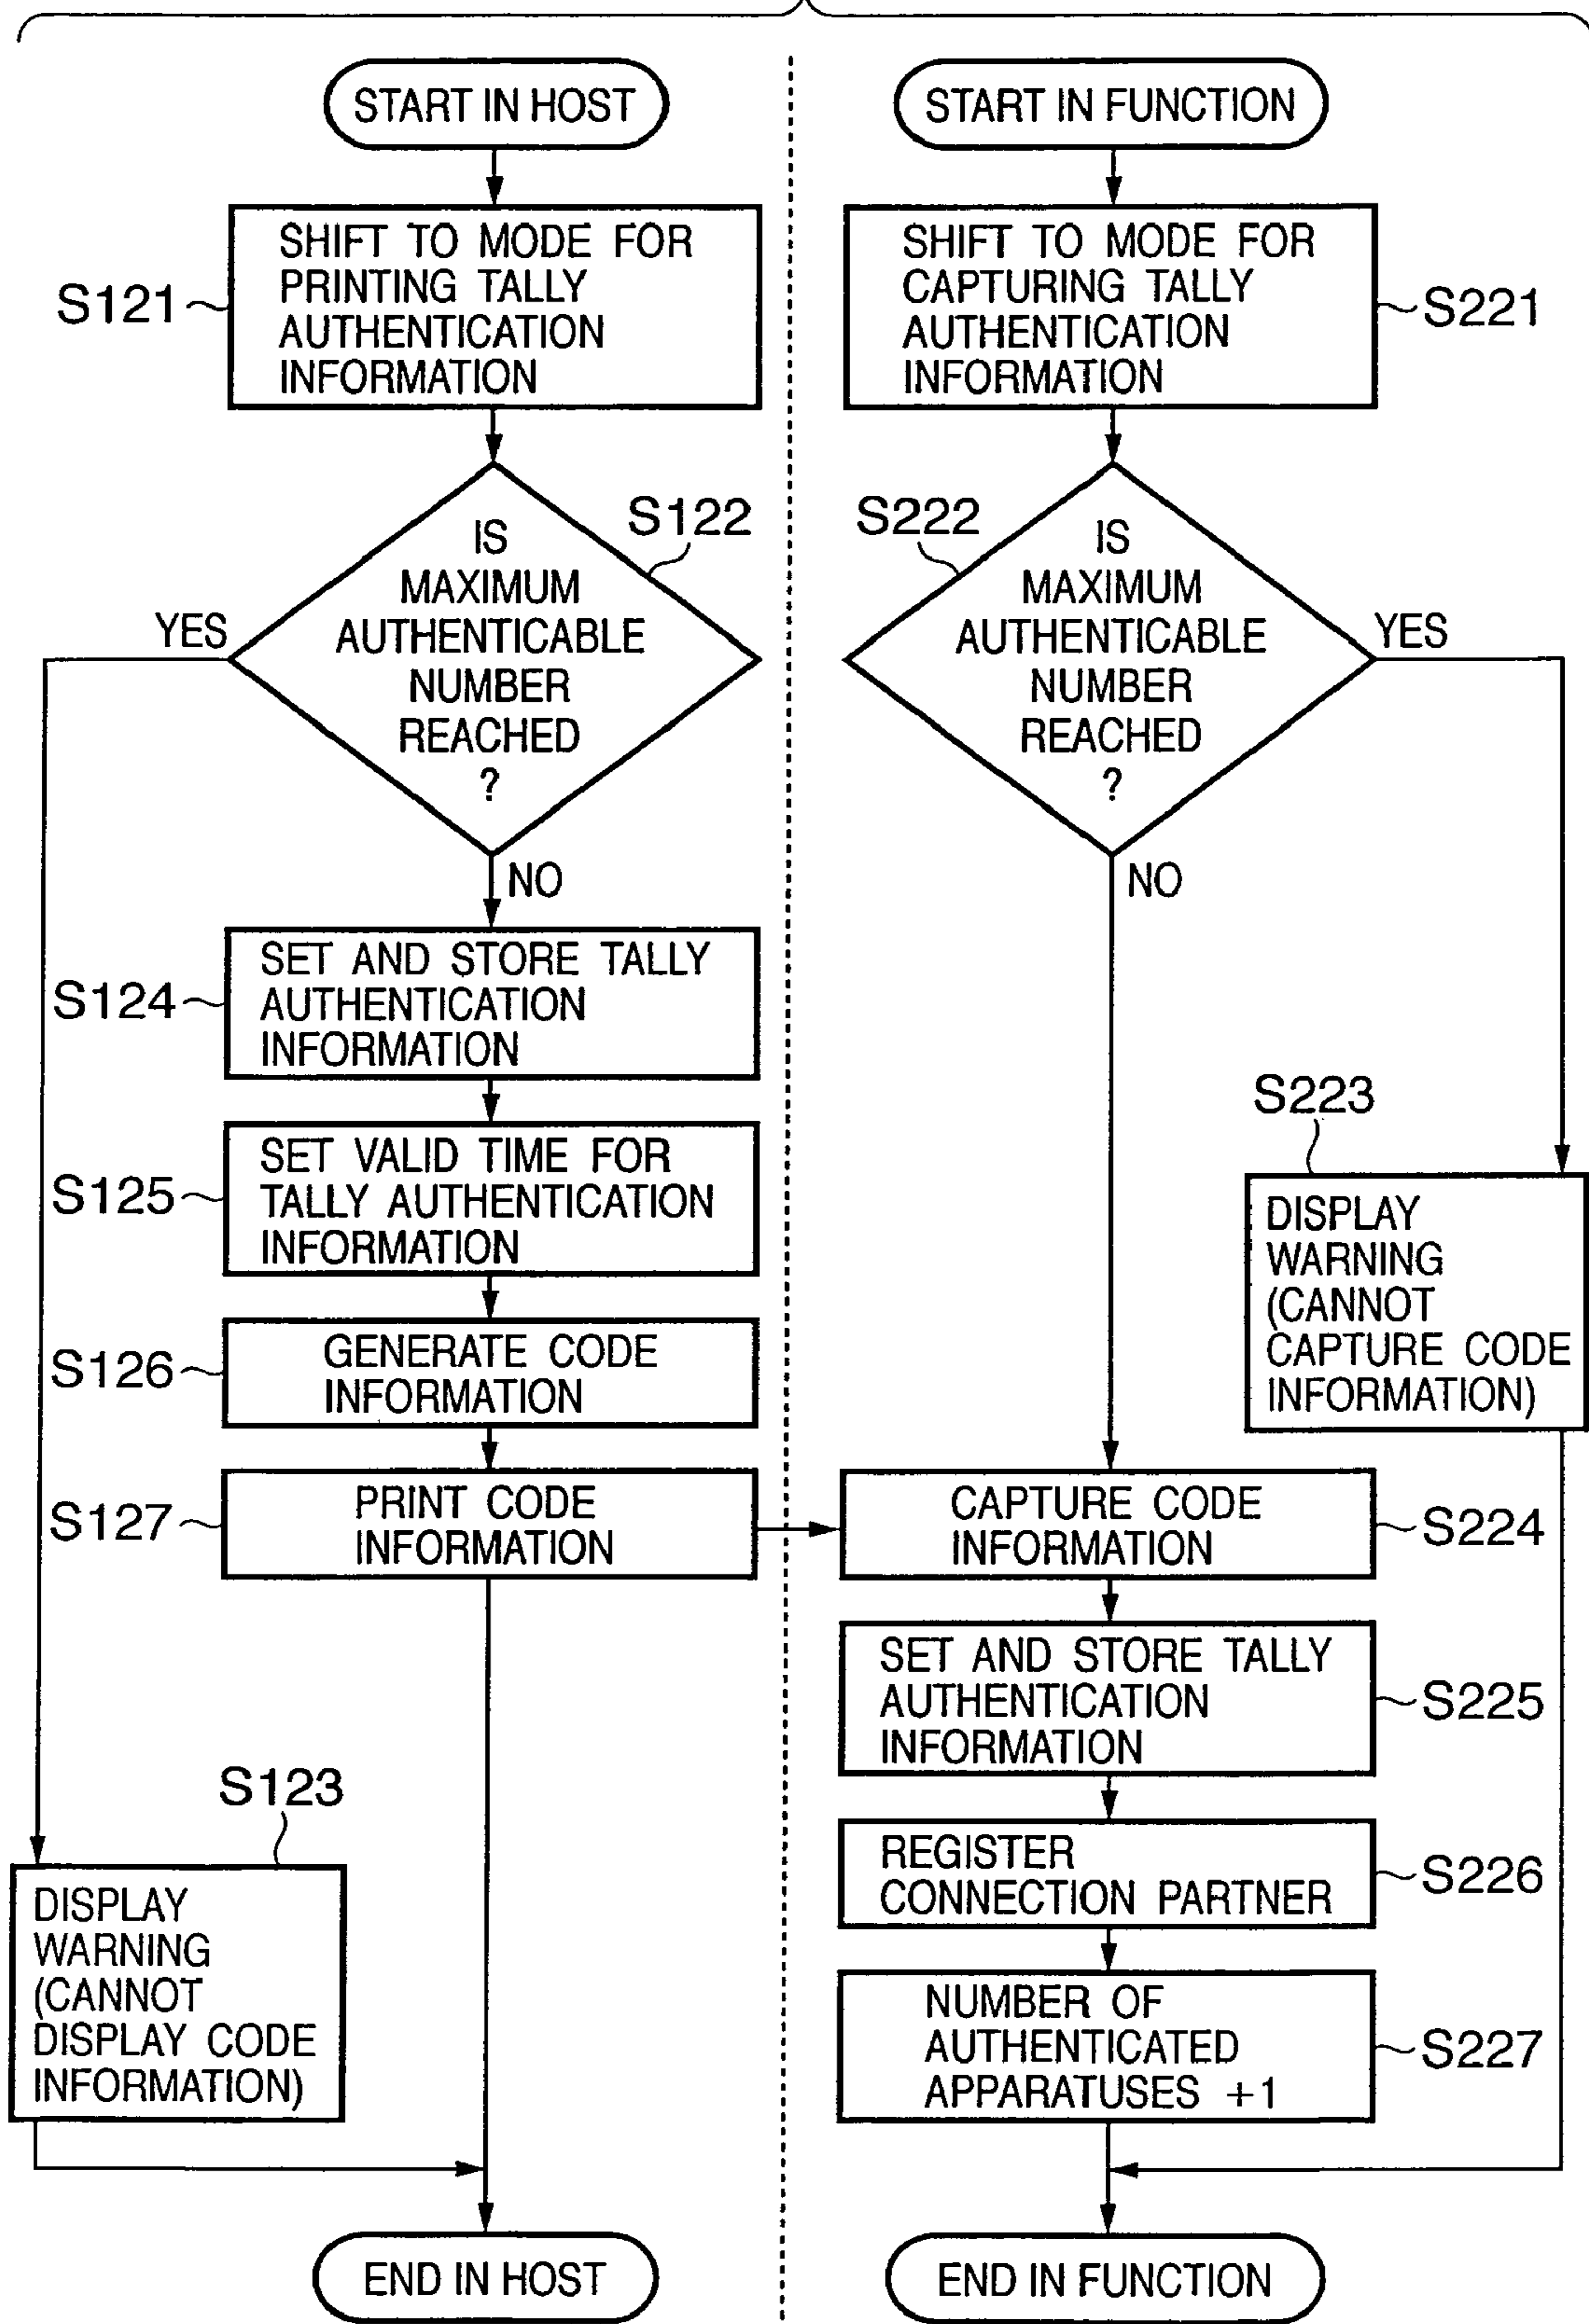 START IN HOST
S121
SHIFT TO MODE FOR
PRINTING TALLY
AUTHENTICATION
INFORMATION
S122
IS
MAXIMUM
AUTHENTICABLE
NUMBER
REACHED
?
YES
NO
S124
SET AND STORE TALLY
AUTHENTICATION
INFORMATION
S125
SET VALID TIME FOR
TALLY AUTHENTICATION
INFORMATION
S126
GENERATE CODE
INFORMATION
S127
PRINT CODE
INFORMATION
S123
DISPLAY
WARNING
(CANNOT
DISPLAY CODE
INFORMATION)
END IN HOST
START IN FUNCTION
SHIFT TO MODE FOR
CAPTURING TALLY
AUTHENTICATION
INFORMATION
S221
S222
IS
MAXIMUM
AUTHENTICABLE
NUMBER
REACHED
?
YES
NO
S223
DISPLAY
WARNING
(CANNOT
CAPTURE CODE
INFORMATION)
CAPTURE CODE
INFORMATION
S224
SET AND STORE TALLY
AUTHENTICATION
INFORMATION
S225
REGISTER
CONNECTION PARTNER
S226
NUMBER OF
AUTHENTICATED
APPARATUSES +1
S227
END IN FUNCTION